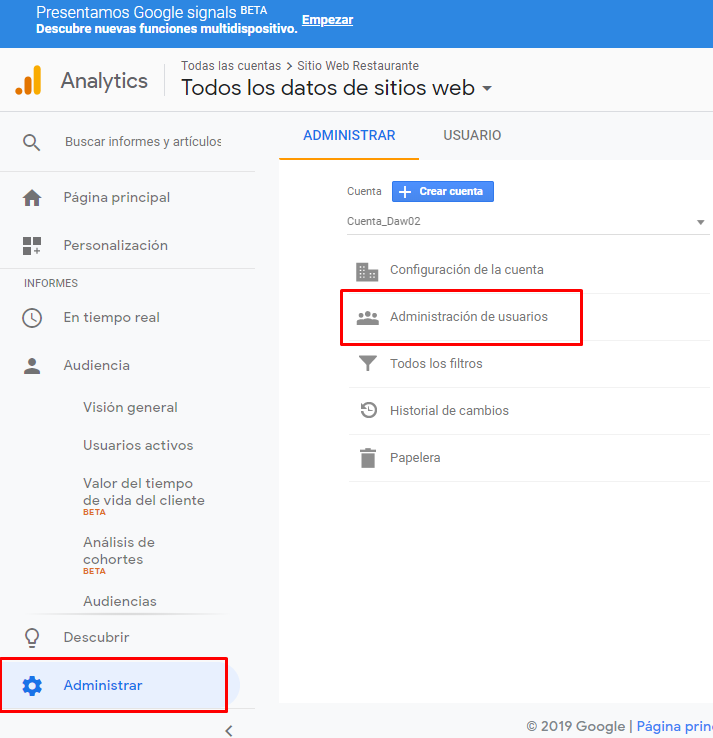 Presentamos Google signals BETA
Descubre nuevas funciones multidispositivo.
Empezar
Analytics
Todas las cuentas > Sitio Web Restaurante
Todos los datos de sitios web
Buscar informes y artículos
Página principal
Personalización
INFORMES
En tiempo real
Audiencia
Visión general
Usuarios activos
Valor del tiempo
de vida del cliente
BETA
Análisis de
cohortes
BETA
Audiencias
Descubrir
Administrar
ADMINISTRAR
USUARIO
Cuenta
Crear cuenta
Cuenta_Daw02
Configuración de la cuenta
Administración de usuarios
Todos los filtros
Historial de cambios
Papelera
© 2019 Google | Página prin